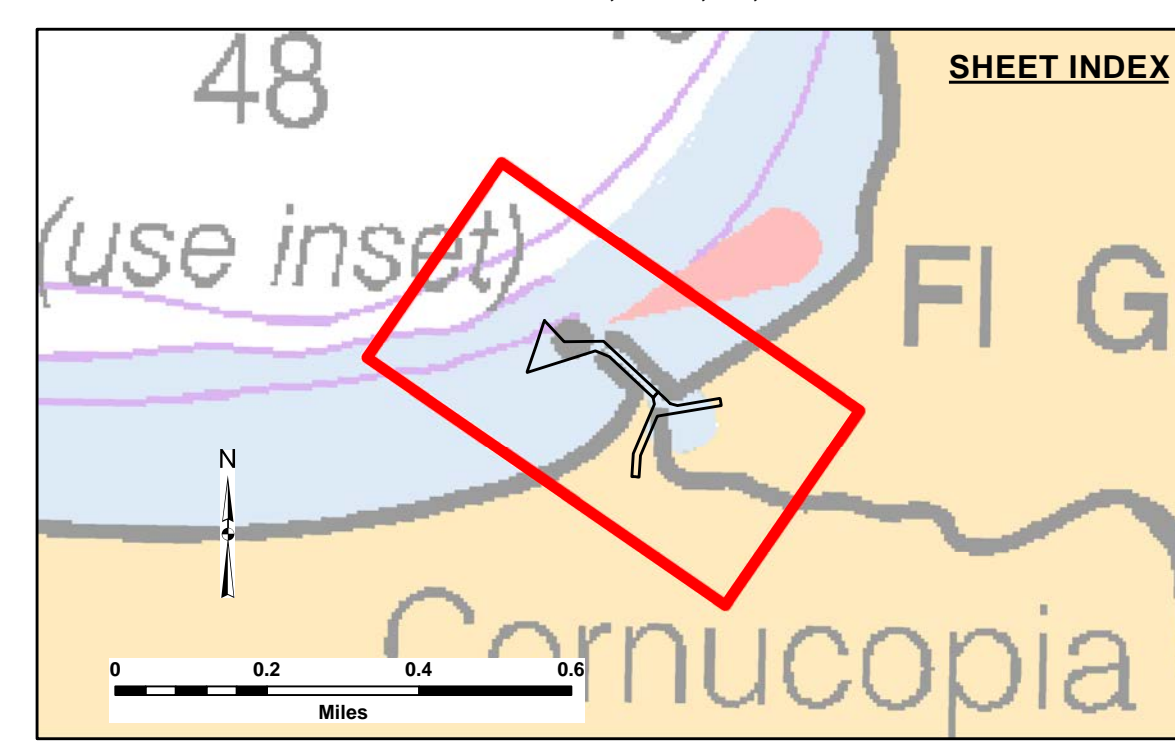 48
SHEET INDEX
(use inset)
Fl G
N
Cornucopia
0 0.2 0.4 0.6
Miles